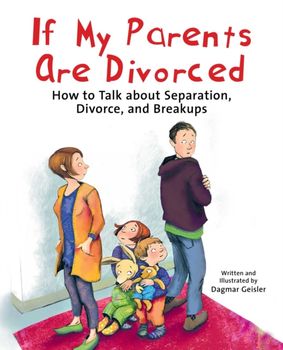 If My Parents
Are Divorced
How to Talk about Separation,
Divorce, and Breakups
Written and
Illustrated by
Dagmar Geisler